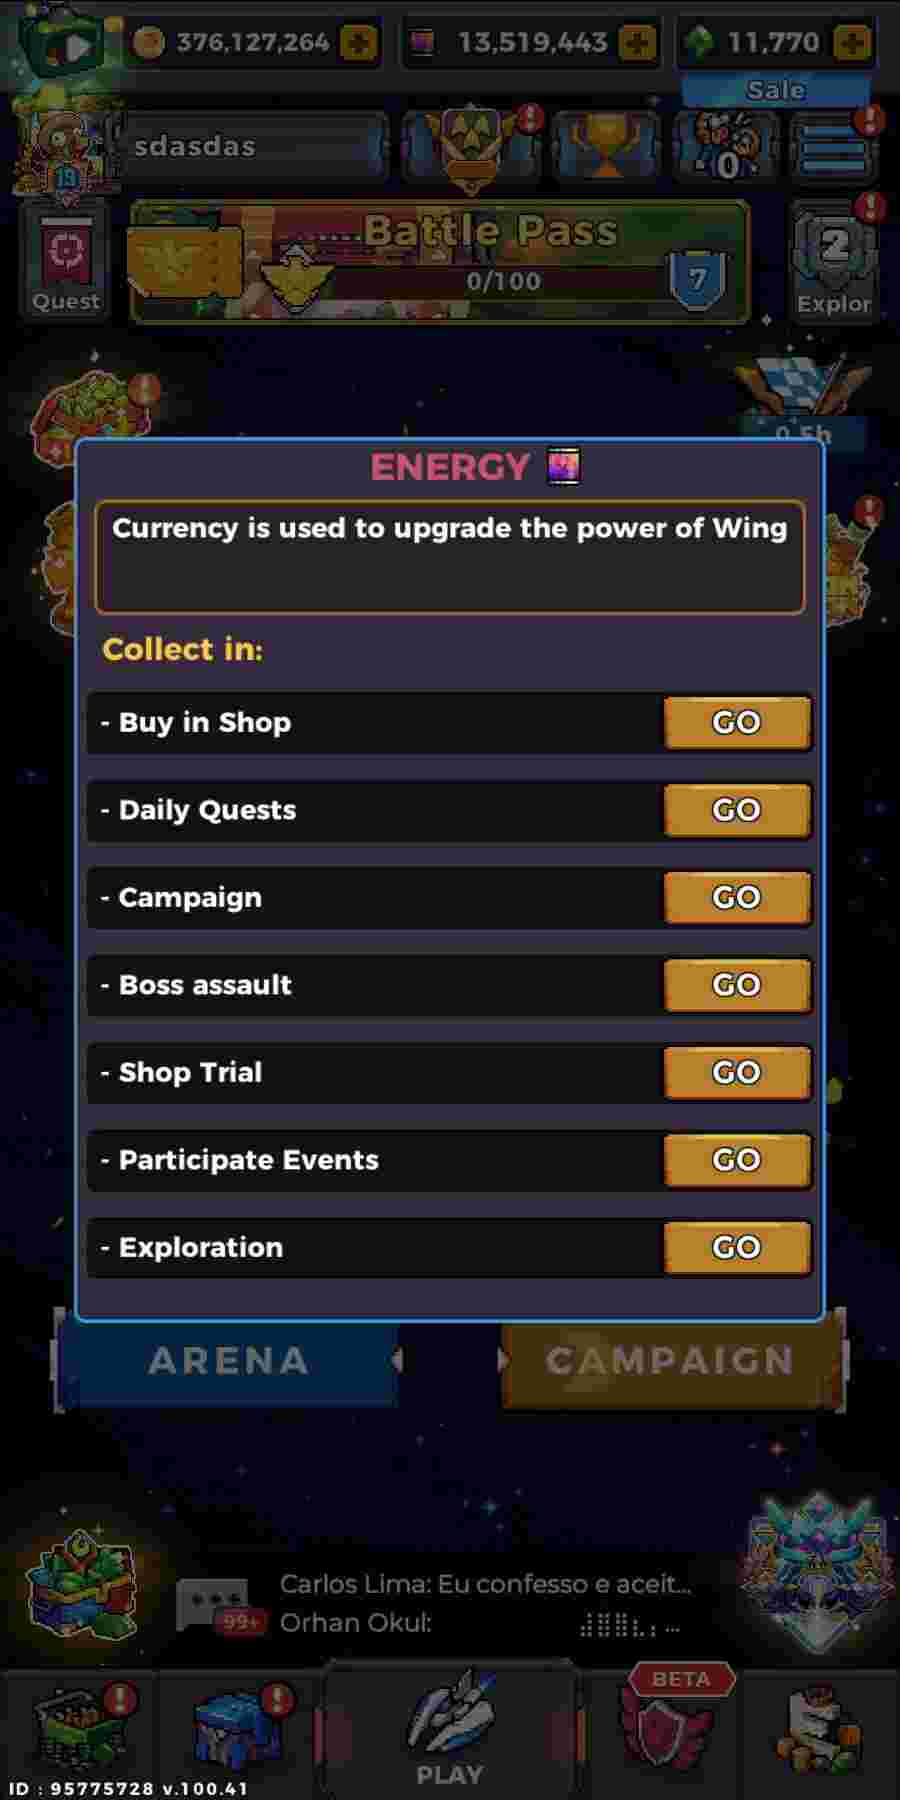 376,127,264
13,519,443
11,770
Sale
sdasdas
19
0
Battle Pass
0/100
7
2
Quest
Explor
0.5h
ENERGY
Currency is used to upgrade the power of Wing
Collect in:
- Buy in Shop GO
- Daily Quests GO
- Campaign GO
- Boss assault GO
- Shop Trial GO
- Participate Events GO
- Exploration GO
ARENA
CAMPAIGN
Carlos Lima: Eu confesso e aceit...
99+
Orhan Okul:
BETA
PLAY
ID : 95775728 v.100.41